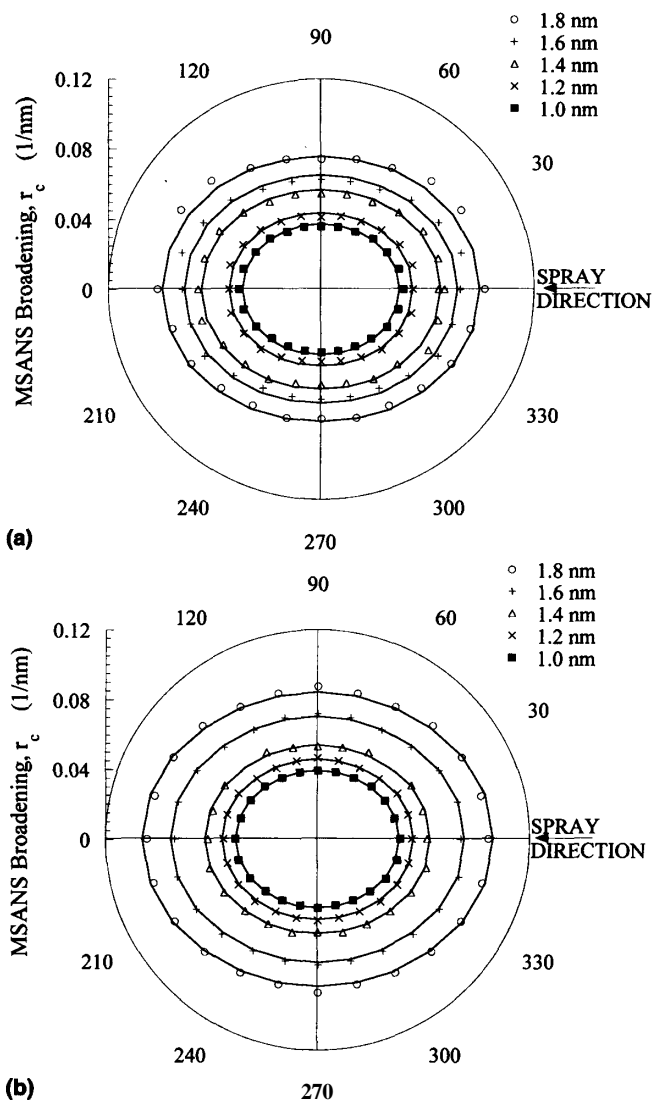 1.8 nm
1.6 nm
1.4 nm
1.2 nm
1.0 nm
90
120
60
30
0.12
0.08
0.04
0
MSANS Broadening, r_c (1/nm)
SPRAY
DIRECTION
210
330
240
300
270
(a)
1.8 nm
1.6 nm
1.4 nm
1.2 nm
1.0 nm
90
120
60
30
0.12
0.08
0.04
0
MSANS Broadening, r_c (1/nm)
SPRAY
DIRECTION
210
330
240
300
270
(b)